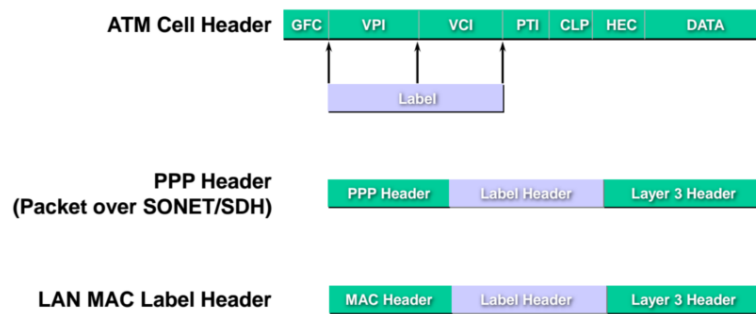 ATM Cell Header GFC VPI VCI PTI CLP HEC DATA
Label
PPP Header
(Packet over SONET/SDH)
PPP Header Label Header Layer 3 Header
LAN MAC Label Header MAC Header Label Header Layer 3 Header